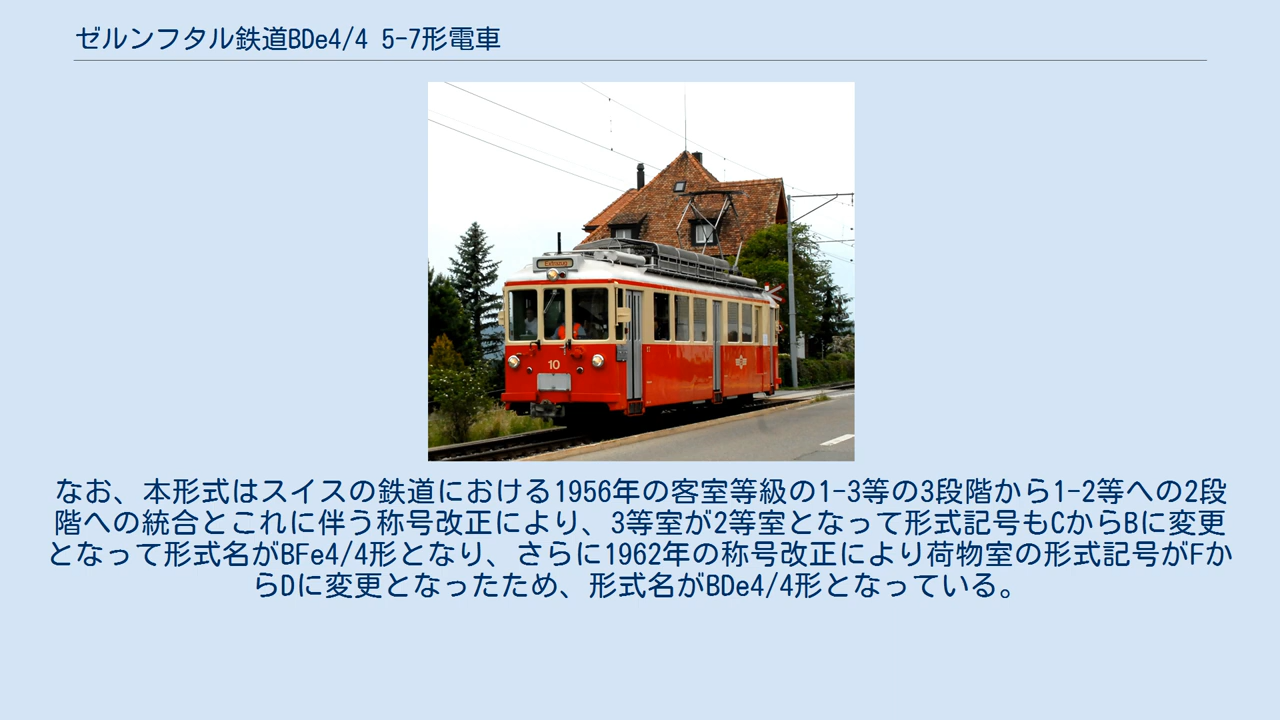 ゼルンフタル鉄道BDe4/4 5-7形電車
Extrazug
10
なお、本形式はスイスの鉄道における1956年の客室等級の1-3等の3段階から1-2等への2段
階への統合とこれに伴う称号改正により、3等室が2等室となって形式記号もCからBに変更
となって形式名がBFe4/4形となり、さらに1962年の称号改正により荷物室の形式記号がFか
らDに変更となったため、形式名がBDe4/4形となっている。